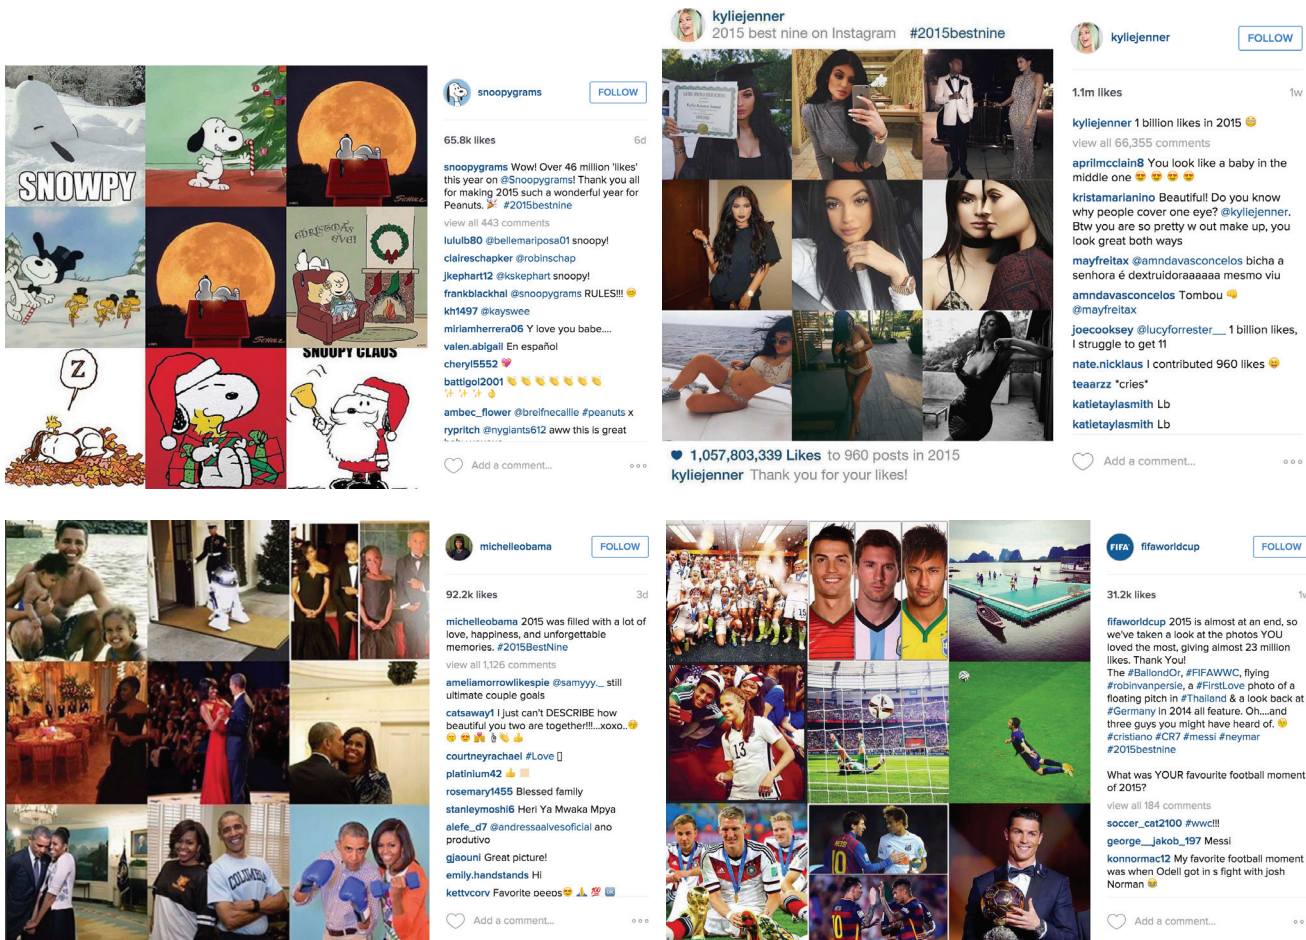 SNOWPY
SCHULZ
CHRISTMAS
EVE!
SCHULZ
Z
SNOOPY CLAUS
snoopygrams
FOLLOW
65.8k likes
6d
snoopygrams Wow! Over 46 million 'likes'
this year on @Snoopygrams! Thank you all
for making 2015 such a wonderful year for
Peanuts. 🎉 #2015bestnine
view all 443 comments
lululb80 @bellemariposa01 snoopy!
claireschapker @robinschap
jkephart12 @kskephart snoopy!
frankblackhal @snoopygrams RULES!!! 😊
kh1497 @kayswee
miriamherrera06 Y love you babe....
valen.abigail En español
cheryl5552 💖
battigol2001 👏 👏 👏 👏 👏 👏 👏
✨ ✨ ✨ 👌
ambec_flower @breifnecallie #peanuts x
rypritch @nygiants612 aww this is great
Add a comment...
kyliejenner
2015 best nine on Instagram #2015bestnine
1,057,803,339 Likes to 960 posts in 2015
kyliejenner Thank you for your likes!
kyliejenner
FOLLOW
1.1m likes
1w
kyliejenner 1 billion likes in 2015 😁
view all 66,355 comments
aprilmcclain8 You look like a baby in the
middle one 😍 😍 😍 😍
kristamarianino Beautiful! Do you know
why people cover one eye? @kyliejenner.
Btw you are so pretty w out make up, you
look great both ways
mayfreitax @amndavasconcelos bicha a
senhora é dextruidoraaaaaa mesmo viu
amndavasconcelos Tombou 👊
@mayfreitax
joecooksey @lucyforrester__ 1 billion likes,
I struggle to get 11
nate.nicklaus I contributed 960 likes 😄
teaarzz *cries*
katietaylasmith Lb
katietaylasmith Lb
Add a comment...
COLUMBIA
michelleobama
FOLLOW
92.2k likes
3d
michelleobama 2015 was filled with a lot of
love, happiness, and unforgettable
memories. #2015BestNine
view all 1,126 comments
ameliamorrowlikespie @samyyy._ still
ultimate couple goals
catsaway1 I just can't DESCRIBE how
beautiful you two are together!!!...xoxo..😚
courtneyrachael #Love
platinium42 👍
rosemary1455 Blessed family
stanleymoshi6 Heri Ya Mwaka Mpya
alefe_d7 @andressaalvesoficial ano
produtivo
gjaouni Great picture!
emily.handstands Hi
kettvcorv Favorite peeps😍 🙏 💯 🆗
Add a comment...
15
13
MESSI
10
10
FIFA
fifaworldcup
FOLLOW
31.2k likes
fifaworldcup 2015 is almost at an end, so
we've taken a look at the photos YOU
loved the most, giving almost 23 million
likes. Thank You!
The #BallondOr, #FIFAWWC, flying
#robinvanpersie, a #FirstLove photo of a
floating pitch in #Thailand & a look back at
#Germany in 2014 all feature. Oh....and
three guys you might have heard of. 😉
#cristiano #CR7 #messi #neymar
#2015bestnine
What was YOUR favourite football moment
of 2015?
view all 184 comments
soccer_cat2100 #wwc!!!
george__jakob_197 Messi
konnormac12 My favorite football moment
was when Odell got in s fight with josh
Norman 😂
Add a comment...